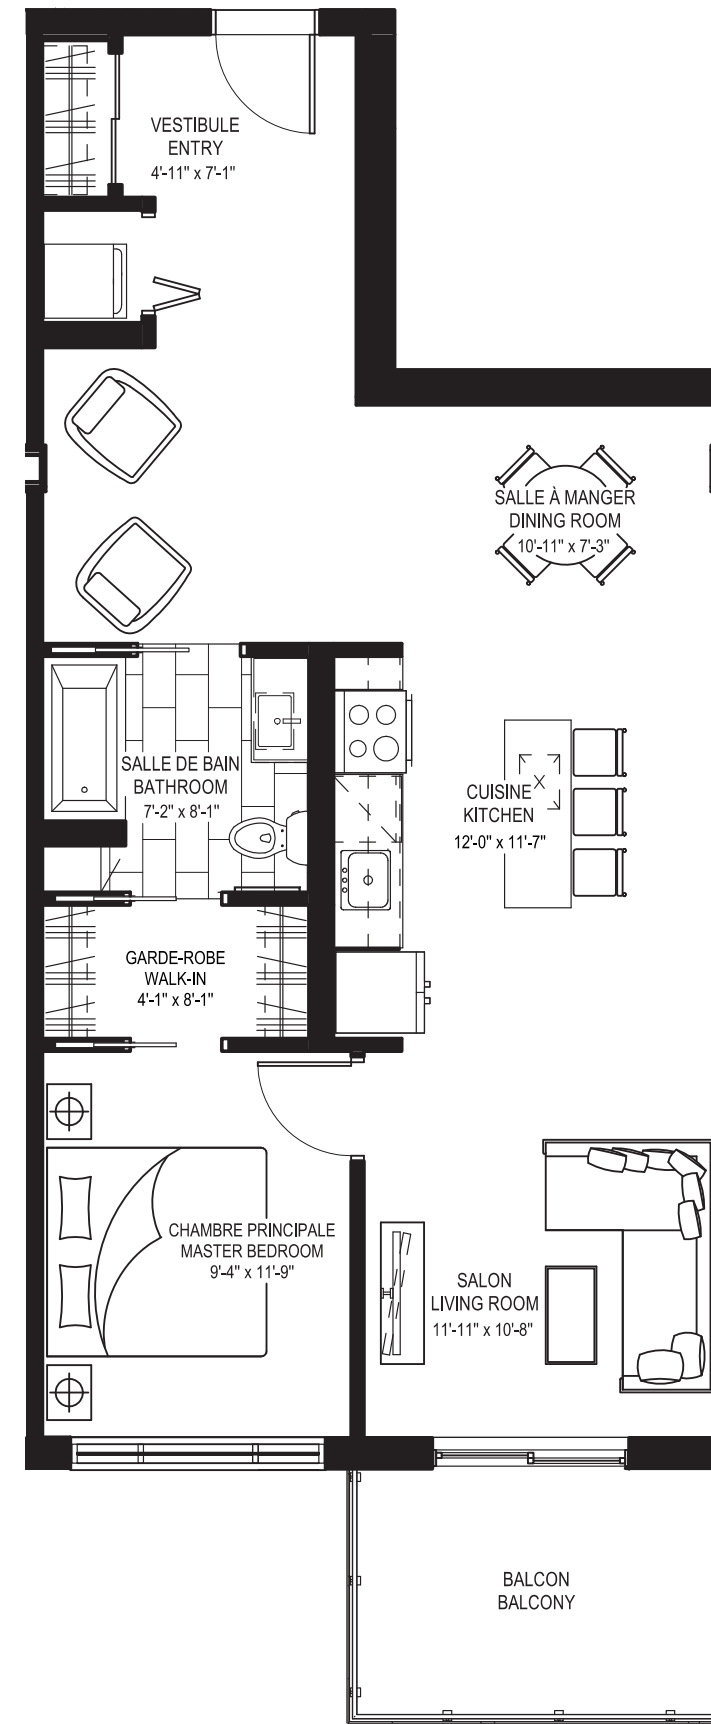 VESTIBULE
ENTRY
4'-11" x 7'-1"
SALLE À MANGER
DINING ROOM
10'-11" x 7'-3"
SALLE DE BAIN
BATHROOM
7'-2" x 8'-1"
CUISINE
KITCHEN
12'-0" x 11'-7"
GARDE-ROBE
WALK-IN
4'-1" x 8'-1"
CHAMBRE PRINCIPALE
MASTER BEDROOM
9'-4" x 11'-9"
SALON
LIVING ROOM
11'-11" x 10'-8"
BALCON
BALCONY